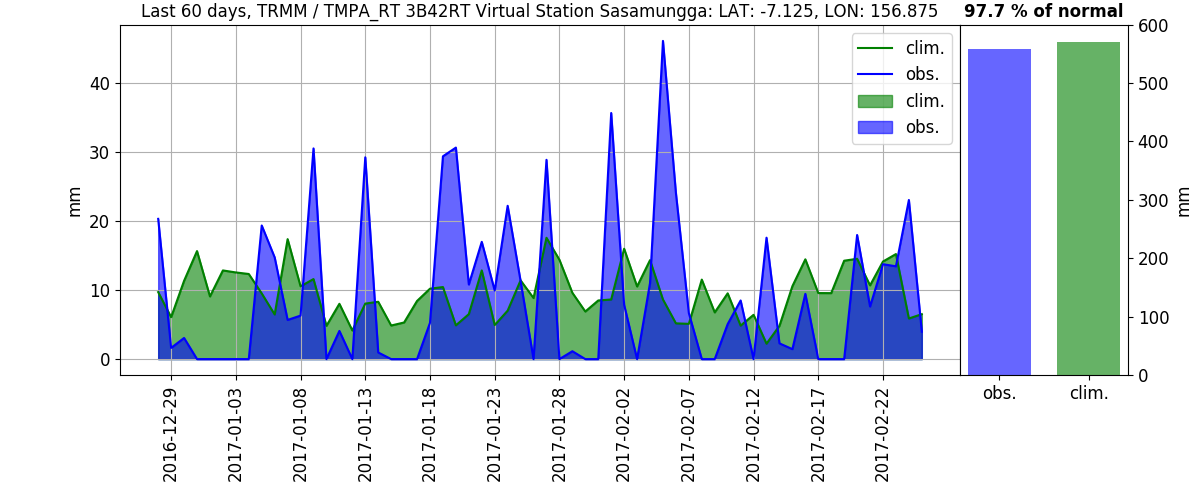 Last 60 days, TRMM / TMPA_RT 3B42RT Virtual Station Sasamungga: LAT: -7.125, LON: 156.875
97.7 % of normal
clim.
obs.
clim.
obs.
mm
40
30
20
10
0
2016-12-29
2017-01-03
2017-01-08
2017-01-13
2017-01-18
2017-01-23
2017-01-28
2017-02-02
2017-02-07
2017-02-12
2017-02-17
2017-02-22
600
500
400
300
200
100
0
mm
obs.
clim.